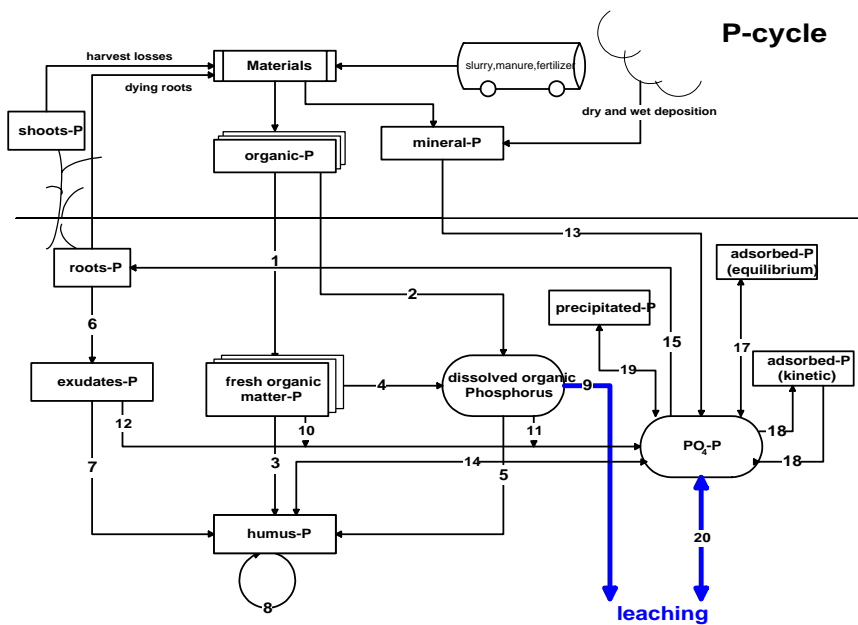 P-cycle
harvest losses
Materials
slurry,manure,fertilizer
dying roots
dry and wet deposition
shoots-P
organic-P
mineral-P
13
1
roots-P
adsorbed-P
(equilibrium)
2
precipitated-P
6
15
17
adsorbed-P
(kinetic)
19
exudates-P
fresh organic
matter-P
4
dissolved organic
Phosphorus
9
12
10
11
18
PO4-P
7
3
14
5
18
humus-P
20
8
leaching